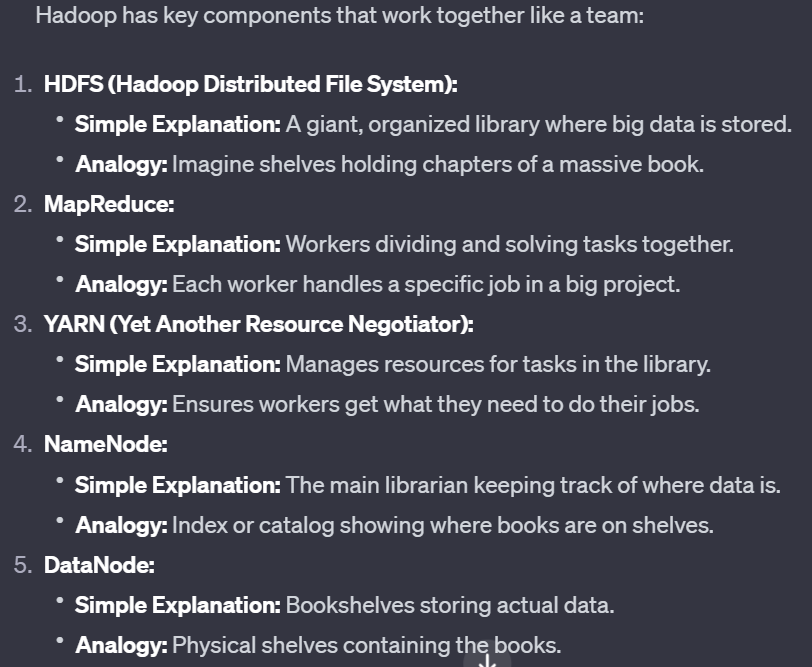 Hadoop has key components that work together like a team:
1. HDFS (Hadoop Distributed File System):
• Simple Explanation: A giant, organized library where big data is stored.
• Analogy: Imagine shelves holding chapters of a massive book.
2. MapReduce:
• Simple Explanation: Workers dividing and solving tasks together.
• Analogy: Each worker handles a specific job in a big project.
3. YARN (Yet Another Resource Negotiator):
• Simple Explanation: Manages resources for tasks in the library.
• Analogy: Ensures workers get what they need to do their jobs.
4. NameNode:
• Simple Explanation: The main librarian keeping track of where data is.
• Analogy: Index or catalog showing where books are on shelves.
5. DataNode:
• Simple Explanation: Bookshelves storing actual data.
• Analogy: Physical shelves containing the books.